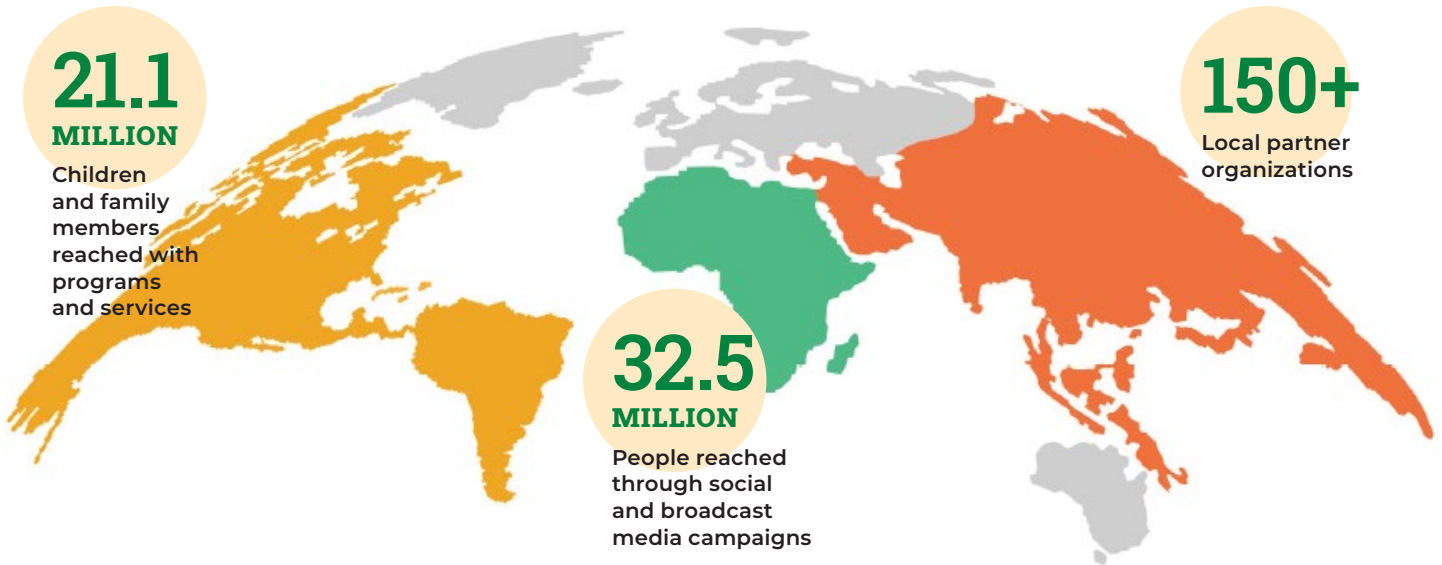 21.1
MILLION
Children
and family
members
reached with
programs
and services
32.5
MILLION
People reached
through social
and broadcast
media campaigns
150+
Local partner
organizations